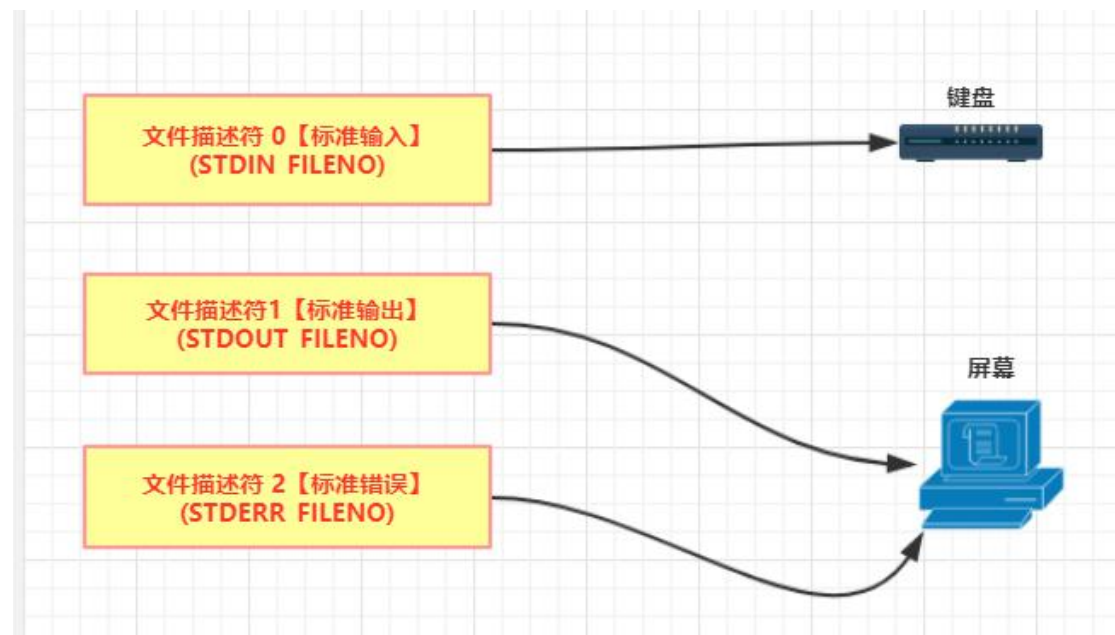 键盘
文件描述符 0【标准输入】
(STDIN FILENO)
文件描述符1【标准输出】
(STDOUT FILENO)
屏幕
文件描述符 2【标准错误】
(STDERR FILENO)